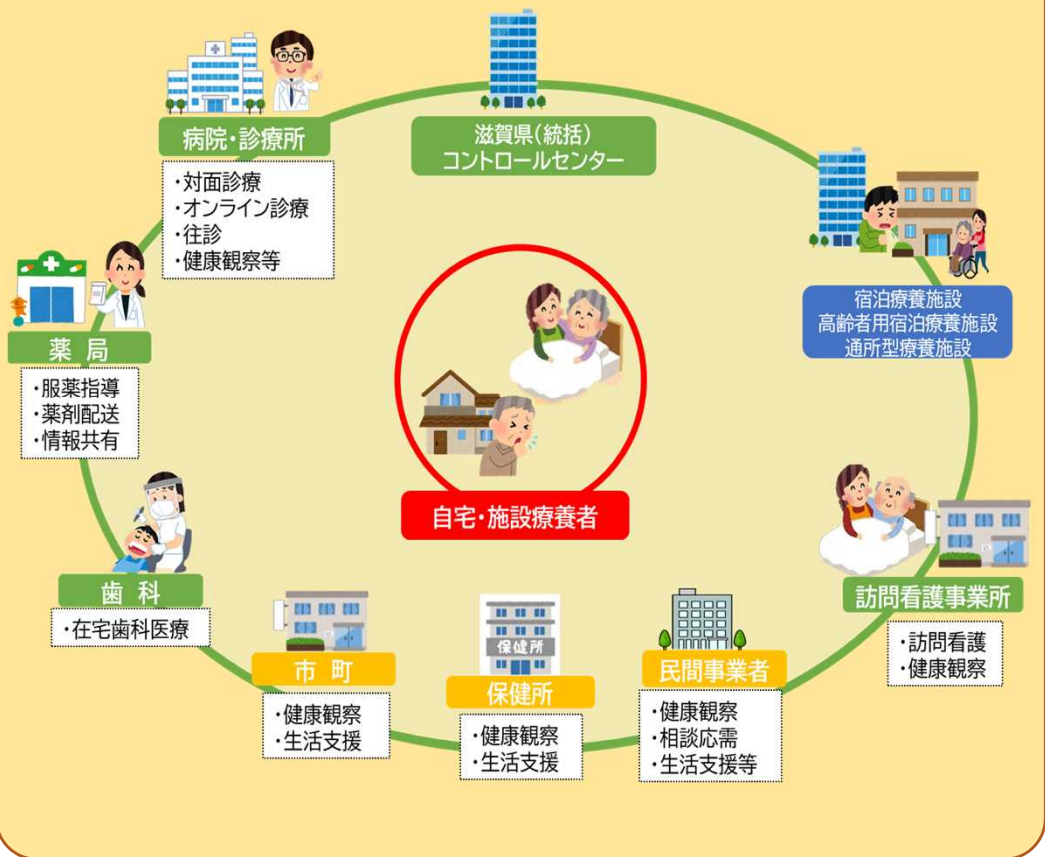 滋賀県(統括)
コントロールセンター
病院・診療所
・対面診療
・オンライン診療
・往診
・健康観察等
宿泊療養施設
高齢者用宿泊療養施設
通所型療養施設
薬 局
・服薬指導
・薬剤配送
・情報共有
自宅・施設療養者
歯 科
・在宅歯科医療
訪問看護事業所
・訪問看護
・健康観察
市 町
・健康観察
・生活支援
保健所
保健所
・健康観察
・生活支援
民間事業者
・健康観察
・相談応需
・生活支援等